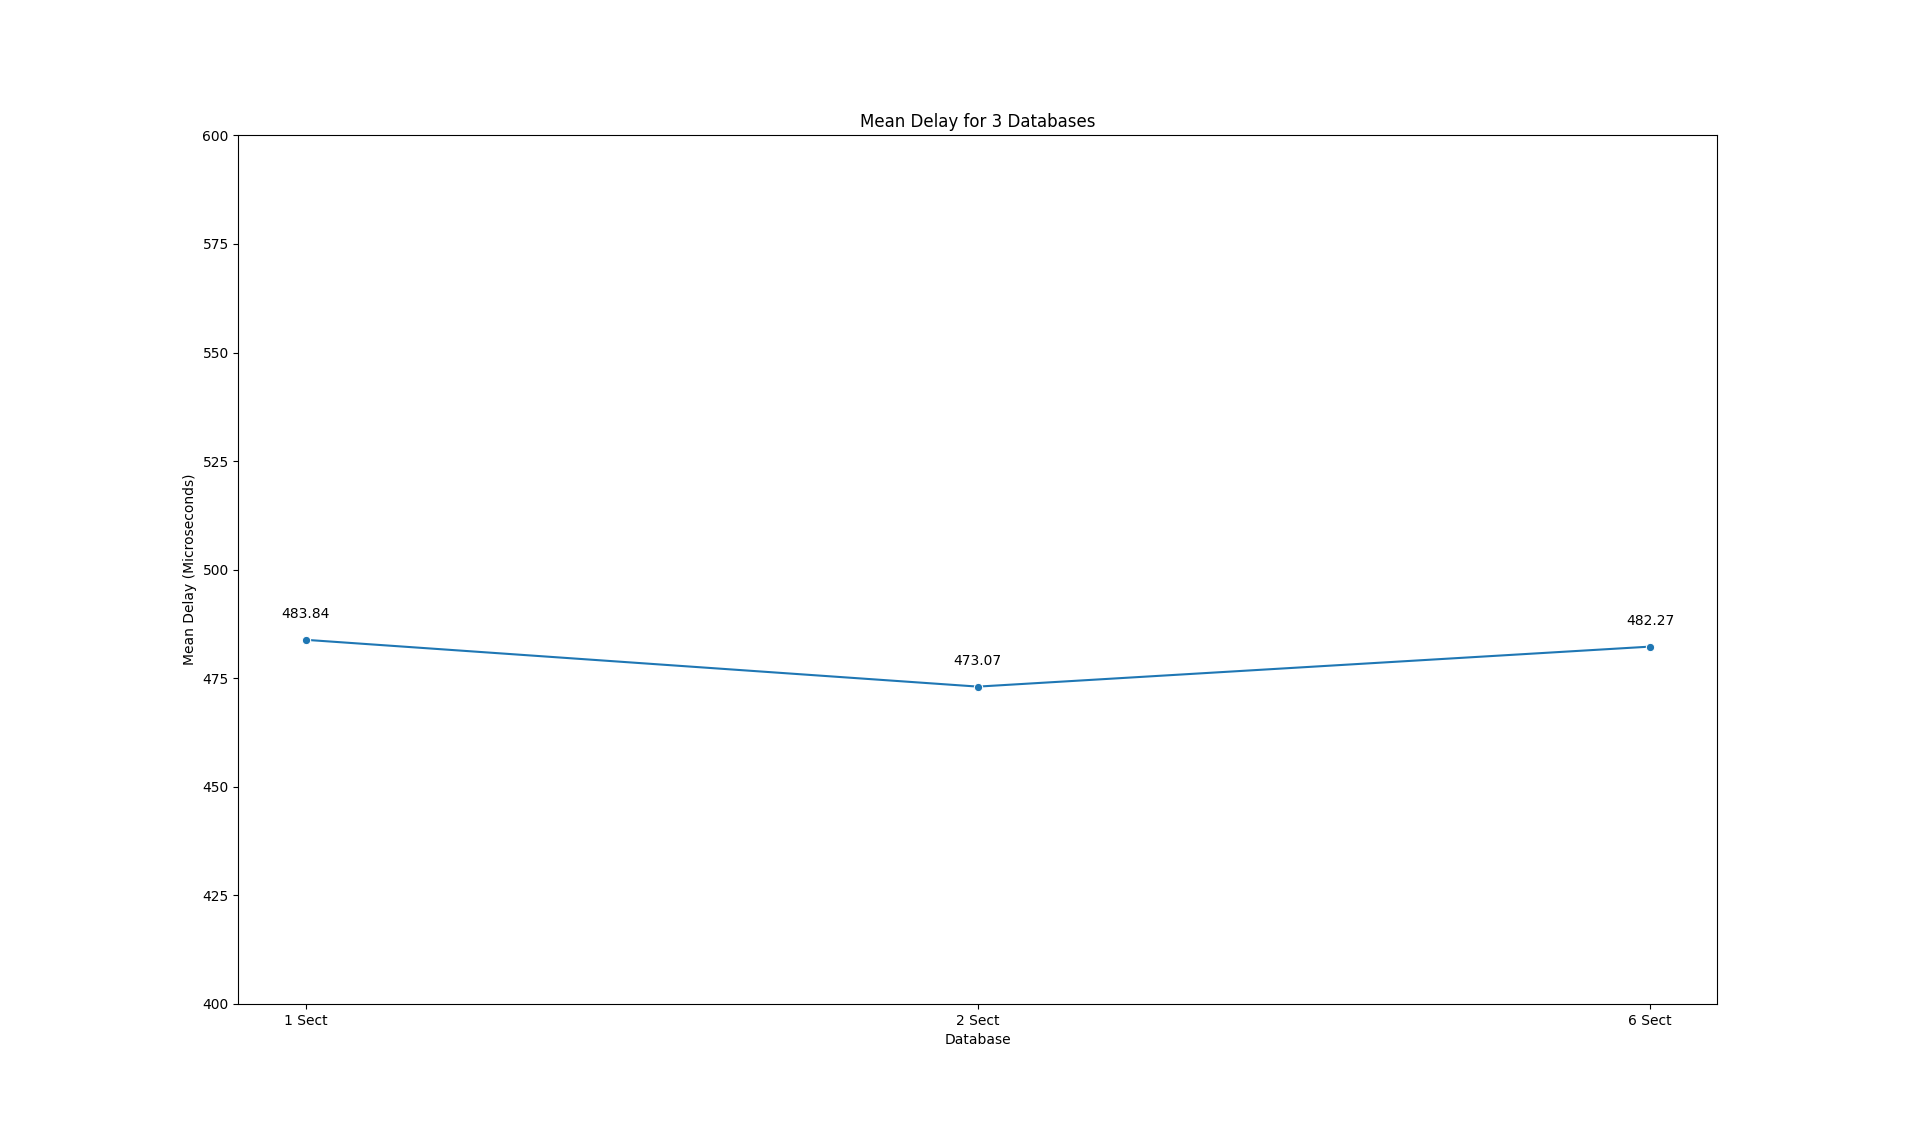 Mean Delay for 3 Databases
600
575
550
525
500
475
450
425
400
Mean Delay (Microseconds)
483.84
473.07
482.27
1 Sect
2 Sect
6 Sect
Database